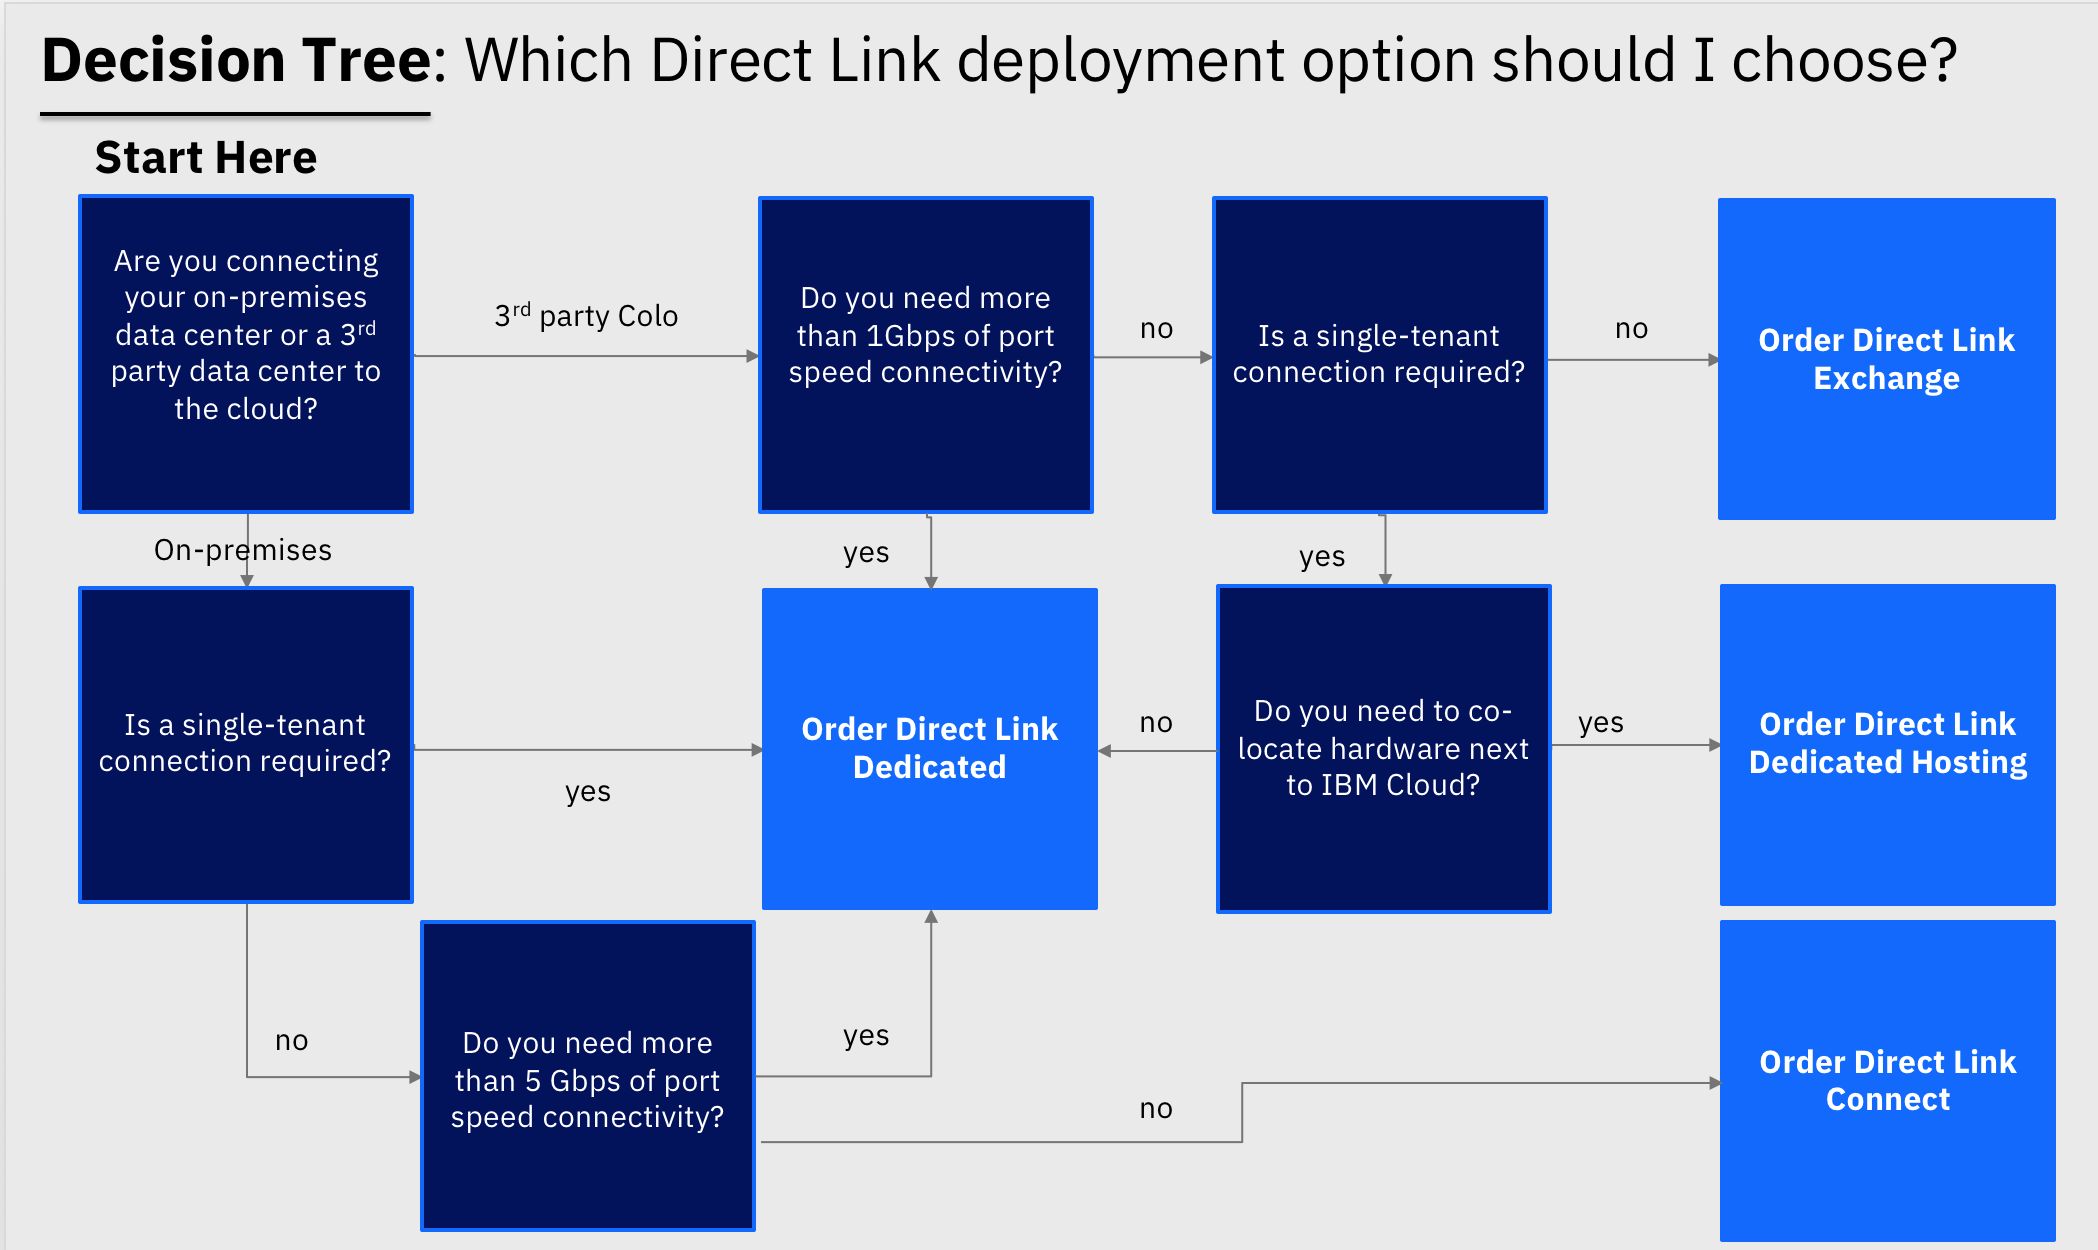 Decision Tree: Which Direct Link deployment option should I choose?
Start Here
Are you connecting
your on-premises
data center or a 3rd
party data center to
the cloud?
3rd party Colo
Do you need more
than 1Gbps of port
speed connectivity?
no
Is a single-tenant
connection required?
no
Order Direct Link
Exchange
On-premises
yes
yes
Is a single-tenant
connection required?
yes
Order Direct Link
Dedicated
no
Do you need to co-
locate hardware next
to IBM Cloud?
yes
Order Direct Link
Dedicated Hosting
no
Do you need more
than 5 Gbps of port
speed connectivity?
yes
no
Order Direct Link
Connect